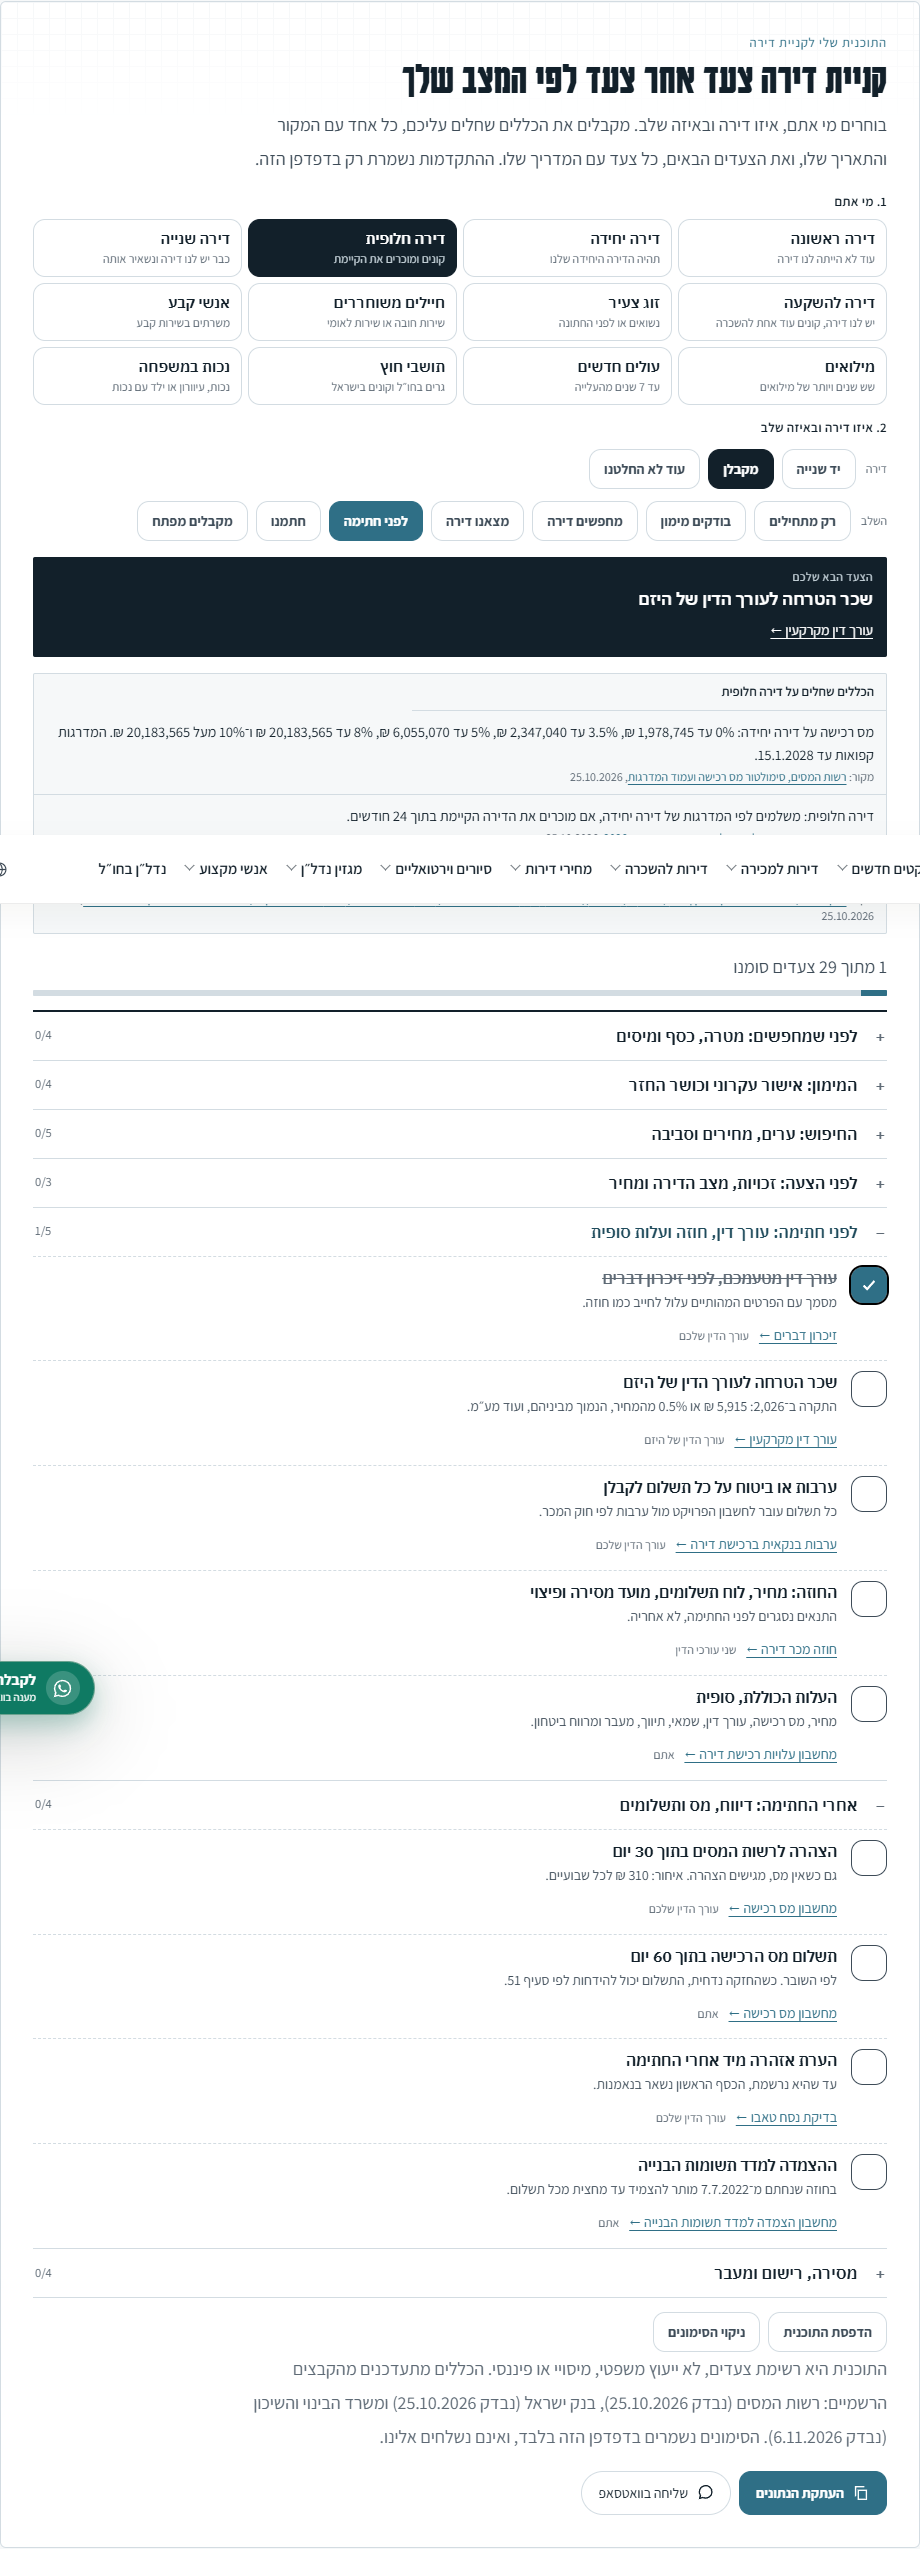 התוכנית שלי לקניית דירה
קניית דירה צעד אחר צעד לפי המצב שלך
בוחרים מי אתם, איזו דירה ובאיזה שלב. מקבלים את הכללים שחלים עליכם, כל אחד עם המקור
והתאריך שלו, ואת הצעדים הבאים, כל צעד עם המדריך שלו. ההתקדמות נשמרת רק בדפדפן הזה.
1. מי אתם
דירה ראשונה
עוד לא הייתה לנו דירה
דירה יחידה
תהיה הדירה היחידה שלנו
דירה חלופית
קונים ומוכרים את הקיימת
דירה שנייה
כבר יש לנו דירה ונשאיר אותה
דירה להשקעה
יש לנו דירה, קונים עוד אחת להשכרה
זוג צעיר
נשואים או לפני החתונה
חיילים משוחררים
שירות חובה או שירות לאומי
אנשי קבע
משרתים בשירות קבע
מילואים
שש שנים ויותר של מילואים
עולים חדשים
עד 7 שנים מהעלייה
תושבי חוץ
גרים בחו״ל וקונים בישראל
נכות במשפחה
נכות, עיוורון או ילד עם נכות
2. איזו דירה ובאיזה שלב
דירה
יד שנייה
מקבלן
עוד לא החלטנו
השלב
רק מתחילים
בודקים מימון
מחפשים דירה
מצאנו דירה
לפני חתימה
חתמנו
מקבלים מפתח
הצעד הבא שלכם
שכר הטרחה לעורך הדין של היזם
עורך דין מקרקעין ←
הכללים שחלים על דירה חלופית
מס רכישה על דירה יחידה: 0% עד 1,978,745 ₪, 3.5% עד 2,347,040 ₪, 5% עד 6,055,070 ₪, 8% עד 20,183,565 ₪ ו־10% מעל 20,183,565 ₪. המדרגות
קפואות עד 15.1.2028.
מקור: רשות המסים, סימולטור מס רכישה ועמוד המדרגות, 25.10.2026
דירה חלופית: משלמים לפי המדרגות של דירה יחידה, אם מוכרים את הדירה הקיימת בתוך 24 חודשים.
קטים חדשים
דירות למכירה
דירות להשכרה
מחירי דירות
סיורים וירטואליים
מגזין נדל״ן
אנשי מקצוע
נדל״ן בחו״ל
25.10.2026
1 מתוך 29 צעדים סומנו
+ לפני שמחפשים: מטרה, כסף ומיסים 0/4
+ המימון: אישור עקרוני וכושר החזר 0/4
+ החיפוש: ערים, מחירים וסביבה 0/5
+ לפני הצעה: זכויות, מצב הדירה ומחיר 0/3
– לפני חתימה: עורך דין, חוזה ועלות סופית 1/5
עורך דין מטעמכם, לפני זיכרון דברים
מסמך עם הפרטים המהותיים עלול לחייב כמו חוזה.
זיכרון דברים ← עורך הדין שלכם
שכר הטרחה לעורך הדין של היזם
התקרה ב־2,026: 5,915 ₪ או 0.5% מהמחיר, הנמוך מביניהם, ועוד מע״מ.
עורך דין מקרקעין ← עורך הדין של היזם
ערבות או ביטוח על כל תשלום לקבלן
כל תשלום עובר לחשבון הפרויקט מול ערבות לפי חוק המכר.
ערבות בנקאית ברכישת דירה ← עורך הדין שלכם
החוזה: מחיר, לוח תשלומים, מועד מסירה ופיצוי
התנאים נסגרים לפני החתימה, לא אחריה.
חוזה מכר דירה ← שני עורכי הדין
העלות הכוללת, סופית
מחיר, מס רכישה, עורך דין, שמאי, תיווך, מעבר ומרווח ביטחון.
מחשבון עלויות רכישת דירה ← אתם
לקבלת
מענה בוו
– אחרי החתימה: דיווח, מס ותשלומים 0/4
הצהרה לרשות המסים בתוך 30 יום
גם כשאין מס, מגישים הצהרה. איחור: 310 ₪ לכל שבועיים.
מחשבון מס רכישה ← עורך הדין שלכם
תשלום מס הרכישה בתוך 60 יום
לפי השובר. כשהחזקה נדחית, התשלום יכול להידחות לפי סעיף 51.
מחשבון מס רכישה ← אתם
הערת אזהרה מיד אחרי החתימה
עד שהיא נרשמת, הכסף הראשון נשאר בנאמנות.
בדיקת נסח טאבו ← עורך הדין שלכם
ההצמדה למדד תשומות הבנייה
בחוזה שנחתם מ־7.7.2022 מותר להצמיד עד מחצית מכל תשלום.
מחשבון הצמדה למדד תשומות הבנייה ← אתם
+ מסירה, רישום ומעבר 0/4
הדפסת התוכנית
ניקוי הסימונים
התוכנית היא רשימת צעדים, לא ייעוץ משפטי, מיסויי או פיננסי. הכללים מתעדכנים מהקבצים
הרשמיים: רשות המסים (נבדק 25.10.2026), בנק ישראל (נבדק 25.10.2026) ומשרד הבינוי והשיכון
(נבדק 6.11.2026). הסימונים נשמרים בדפדפן הזה בלבד, ואינם נשלחים אלינו.
העתקת הנתונים
שליחה בוואטסאפ